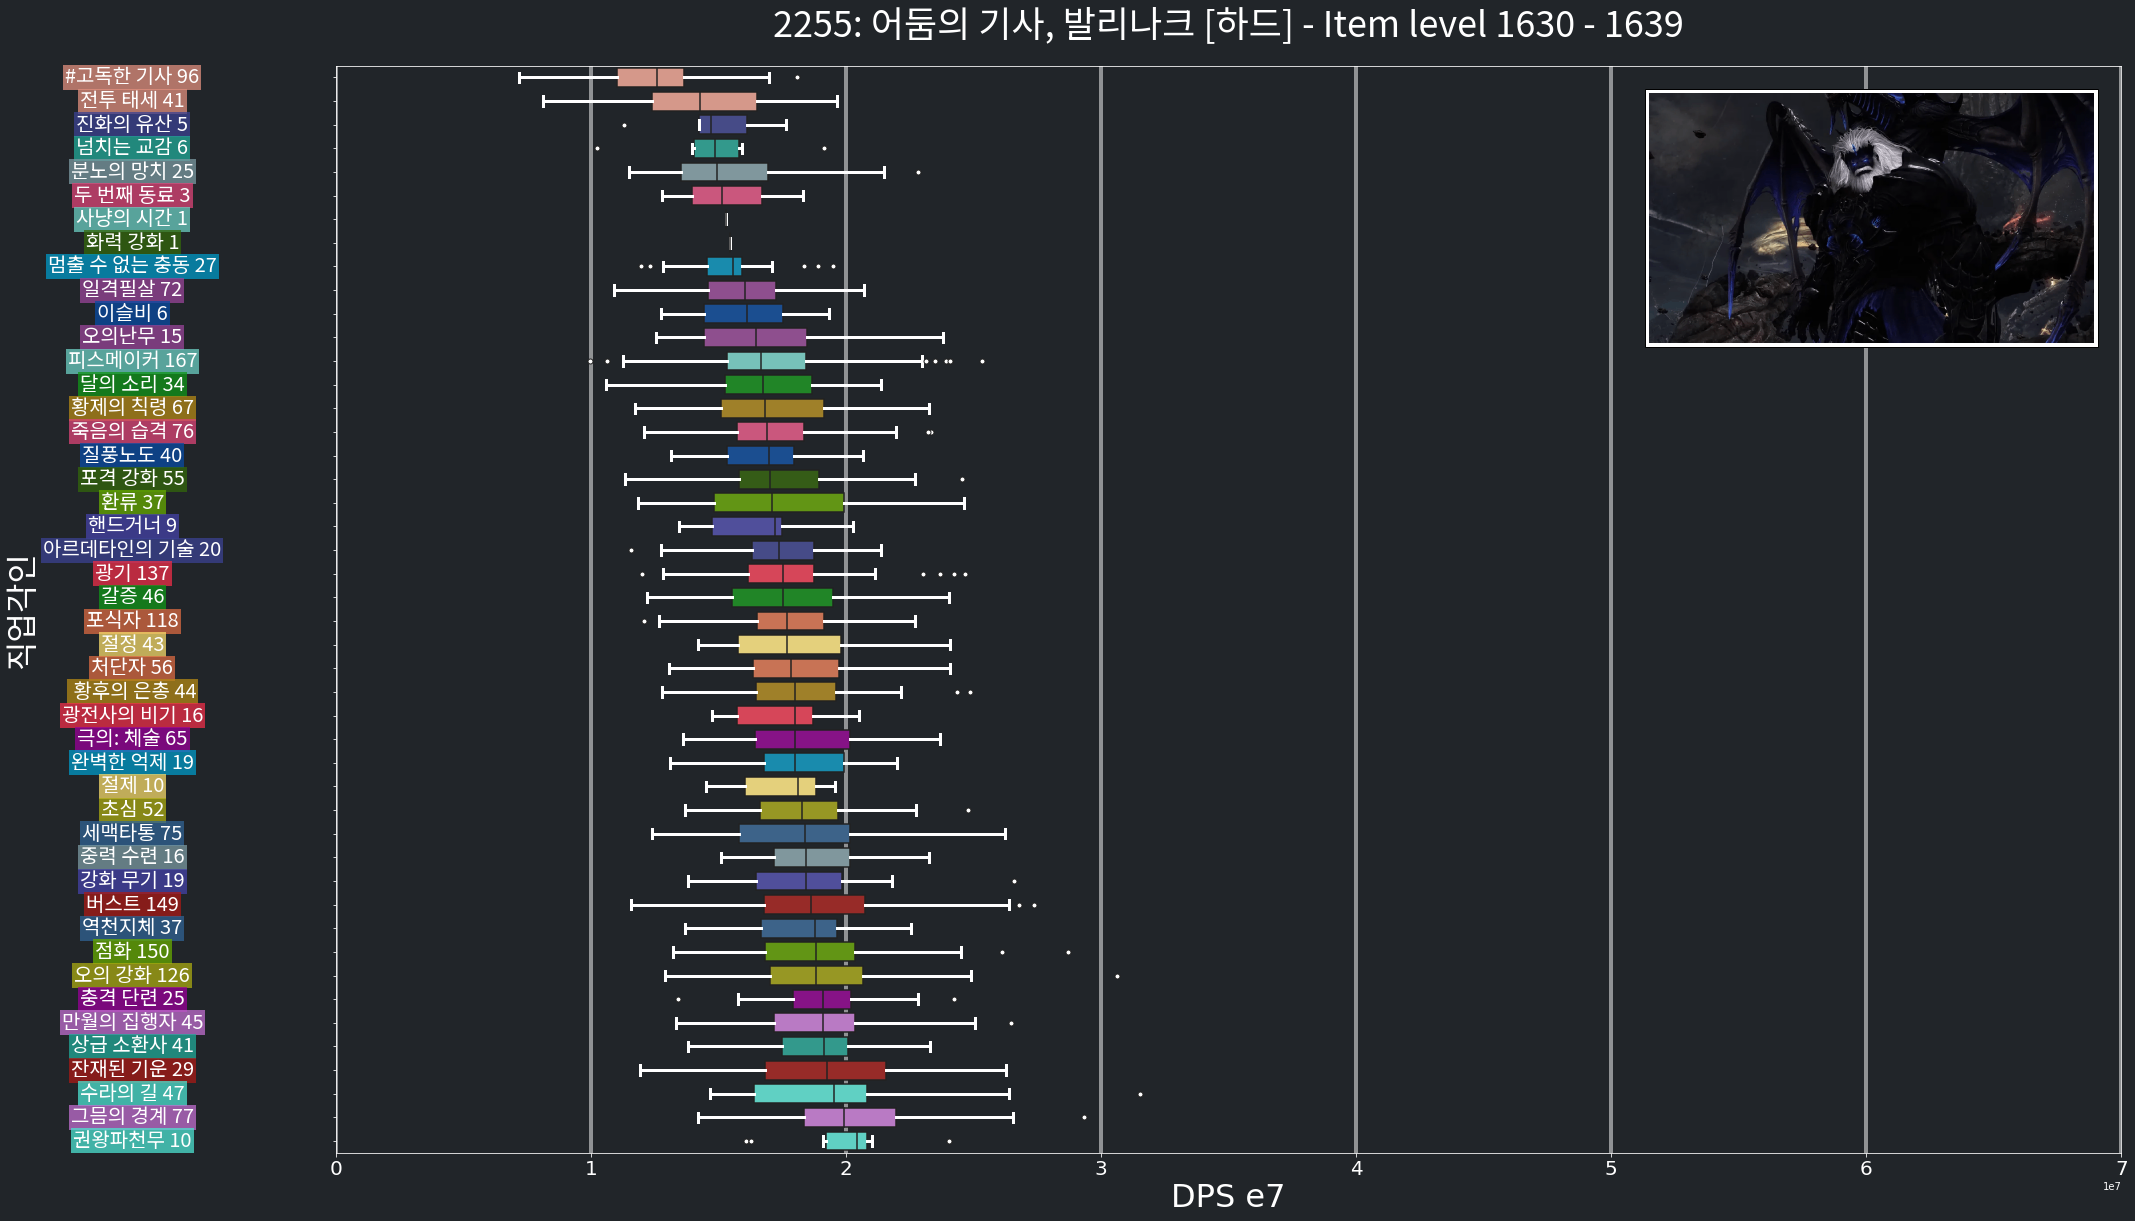 2255: 어둠의 기사, 발리나크 [하드] - Item level 1630 - 1639
#고독한 기사 96
전투 태세 41
진화의 유산 5
넘치는 교감 6
분노의 망치 25
두 번째 동료 3
사냥의 시간 1
화력 강화 1
멈출 수 없는 충동 27
일격필살 72
이슬비 6
오의난무 15
피스메이커 167
달의 소리 34
황제의 칙령 67
죽음의 습격 76
질풍노도 40
포격 강화 55
환류 37
핸드거너 9
아르데타인의 기술 20
광기 137
갈증 46
포식자 118
절정 43
처단자 56
황후의 은총 44
광전사의 비기 16
극의: 체술 65
완벽한 억제 19
절제 10
초심 52
세맥타통 75
중력 수련 16
강화 무기 19
버스트 149
역천지체 37
점화 150
오의 강화 126
충격 단련 25
만월의 집행자 45
상급 소환사 41
잔재된 기운 29
수라의 길 47
그믐의 경계 77
권왕파천무 10
직업각인
0 1 2 3 4 5 6 7
1e7
DPS e7